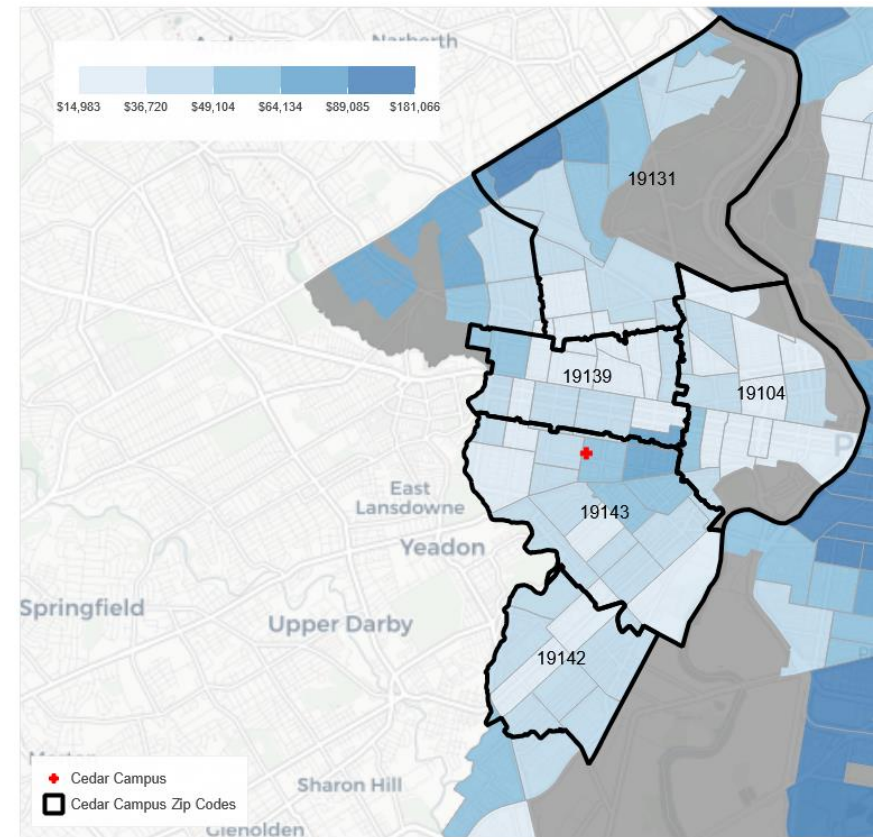 Narberth
$14,983 $36,720 $49,104 $64,134 $89,085 $181,066
19131
19139
19104
East
Lansdowne
19143
Yeadon
Springfield
Upper Darby
19142
Cedar Campus
Sharon Hill
Cedar Campus Zip Codes
Glenolden